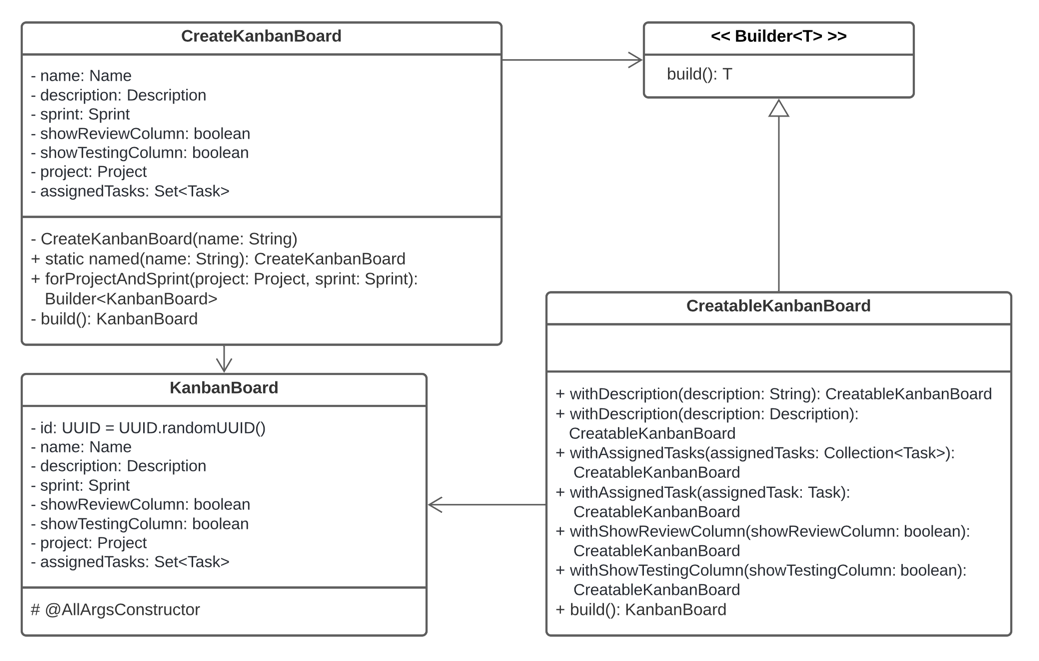 CreateKanbanBoard
- name: Name
- description: Description
- sprint: Sprint
- showReviewColumn: boolean
- showTestingColumn: boolean
- project: Project
- assignedTasks: Set<Task>
- CreateKanbanBoard(name: String)
+ static named(name: String): CreateKanbanBoard
+ forProjectAndSprint(project: Project, sprint: Sprint):
Builder<KanbanBoard>
- build(): KanbanBoard
<< Builder<T> >>
build(): T
KanbanBoard
- id: UUID = UUID.randomUUID()
- name: Name
- description: Description
- sprint: Sprint
- showReviewColumn: boolean
- showTestingColumn: boolean
- project: Project
- assignedTasks: Set<Task>
# @AllArgsConstructor
CreatableKanbanBoard
+ withDescription(description: String): CreatableKanbanBoard
+ withDescription(description: Description):
CreatableKanbanBoard
+ withAssignedTasks(assignedTasks: Collection<Task>):
CreatableKanbanBoard
+ withAssignedTask(assignedTask: Task):
CreatableKanbanBoard
+ withShowReviewColumn(showReviewColumn: boolean):
CreatableKanbanBoard
+ withShowTestingColumn(showTestingColumn: boolean):
CreatableKanbanBoard
+ build(): KanbanBoard